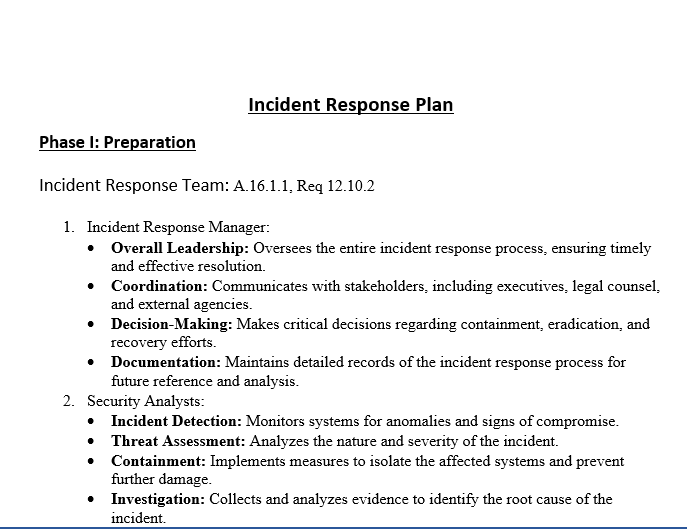 Incident Response Plan
Phase I: Preparation
Incident Response Team: A.16.1.1, Req 12.10.2
1. Incident Response Manager:
• Overall Leadership: Oversees the entire incident response process, ensuring timely
and effective resolution.
• Coordination: Communicates with stakeholders, including executives, legal counsel,
and external agencies.
• Decision-Making: Makes critical decisions regarding containment, eradication, and
recovery efforts.
• Documentation: Maintains detailed records of the incident response process for
future reference and analysis.
2. Security Analysts:
• Incident Detection: Monitors systems for anomalies and signs of compromise.
• Threat Assessment: Analyzes the nature and severity of the incident.
• Containment: Implements measures to isolate the affected systems and prevent
further damage.
• Investigation: Collects and analyzes evidence to identify the root cause of the
incident.